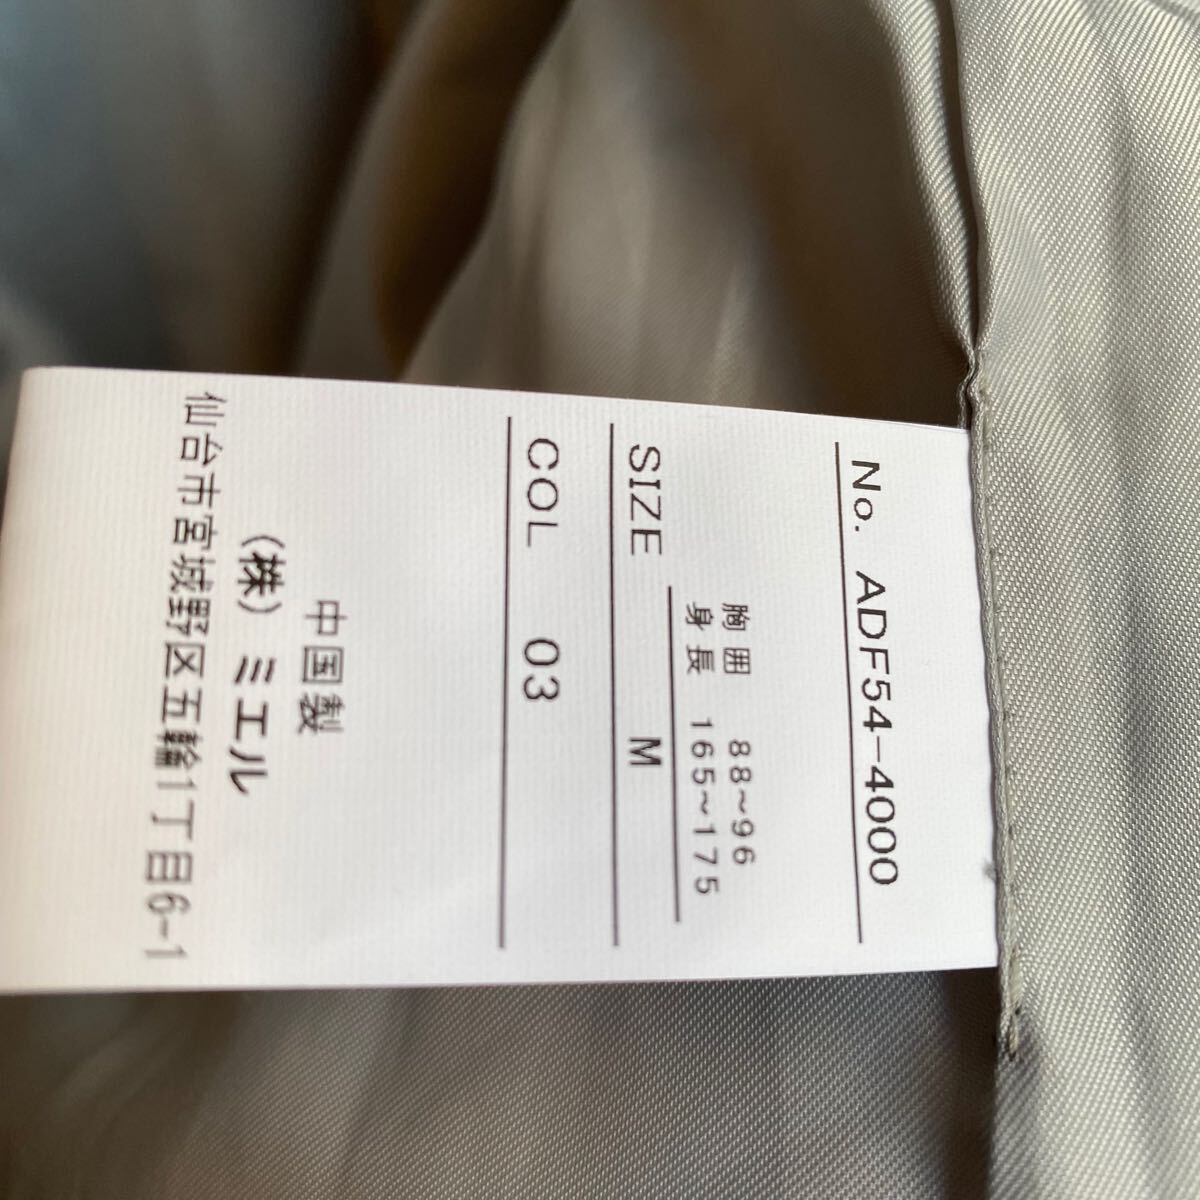 No. ADF54-4000
胸囲 88~96
身長 165~175
SIZE M
COL 03
中国製
(株)ミエル
仙台市宮城野区五輪1丁目6-1